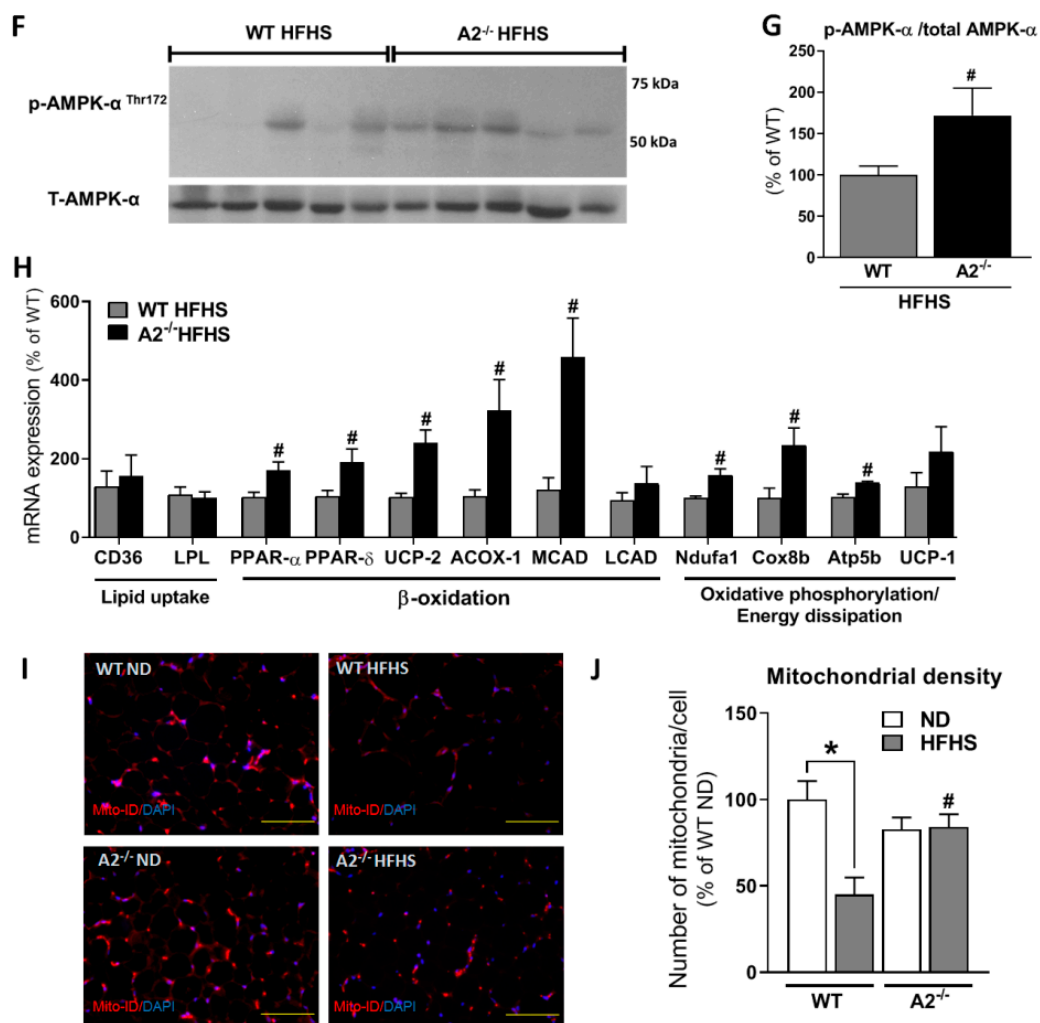 F
WT HFHS
A2-/- HFHS
p-AMPK-α Thr172
75 kDa
50 kDa
T-AMPK-α
G
p-AMPK-α /total AMPK-α
(% of WT)
250
200
150
100
50
0
#
WT
A2-/-
HFHS
H
mRNA expression (% of WT)
WT HFHS
A2-/-HFHS
600
400
200
0
# # # # # # # #
CD36 LPL PPAR-α PPAR-δ UCP-2 ACOX-1 MCAD LCAD Ndufa1 Cox8b Atp5b UCP-1
Lipid uptake
β-oxidation
Oxidative phosphorylation/
Energy dissipation
I
WT ND
Mito-ID/DAPI
WT HFHS
Mito-ID/DAPI
A2-/- ND
Mito-ID/DAPI
A2-/- HFHS
Mito-ID/DAPI
J
Mitochondrial density
Number of mitochondria/cell
(% of WT ND)
ND
HFHS
150
100
50
0
*
#
WT
A2-/-